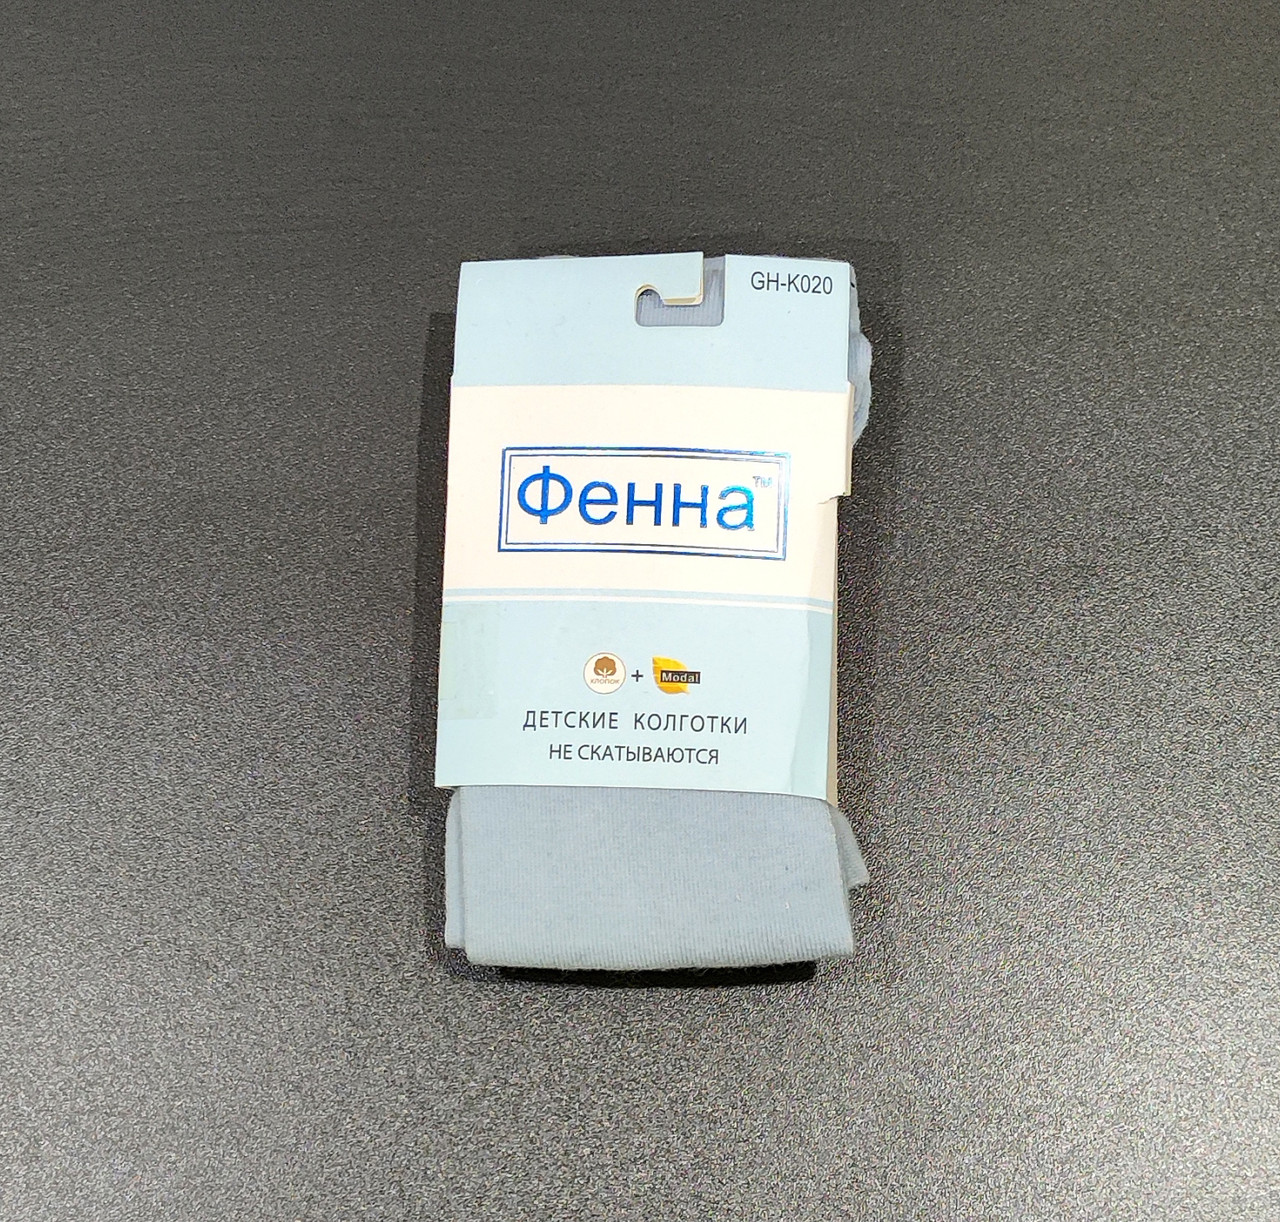 GH-K020
Фенна™
ХЛОПОК + Modal
ДЕТСКИЕ КОЛГОТКИ
НЕ СКАТЫВАЮТСЯ